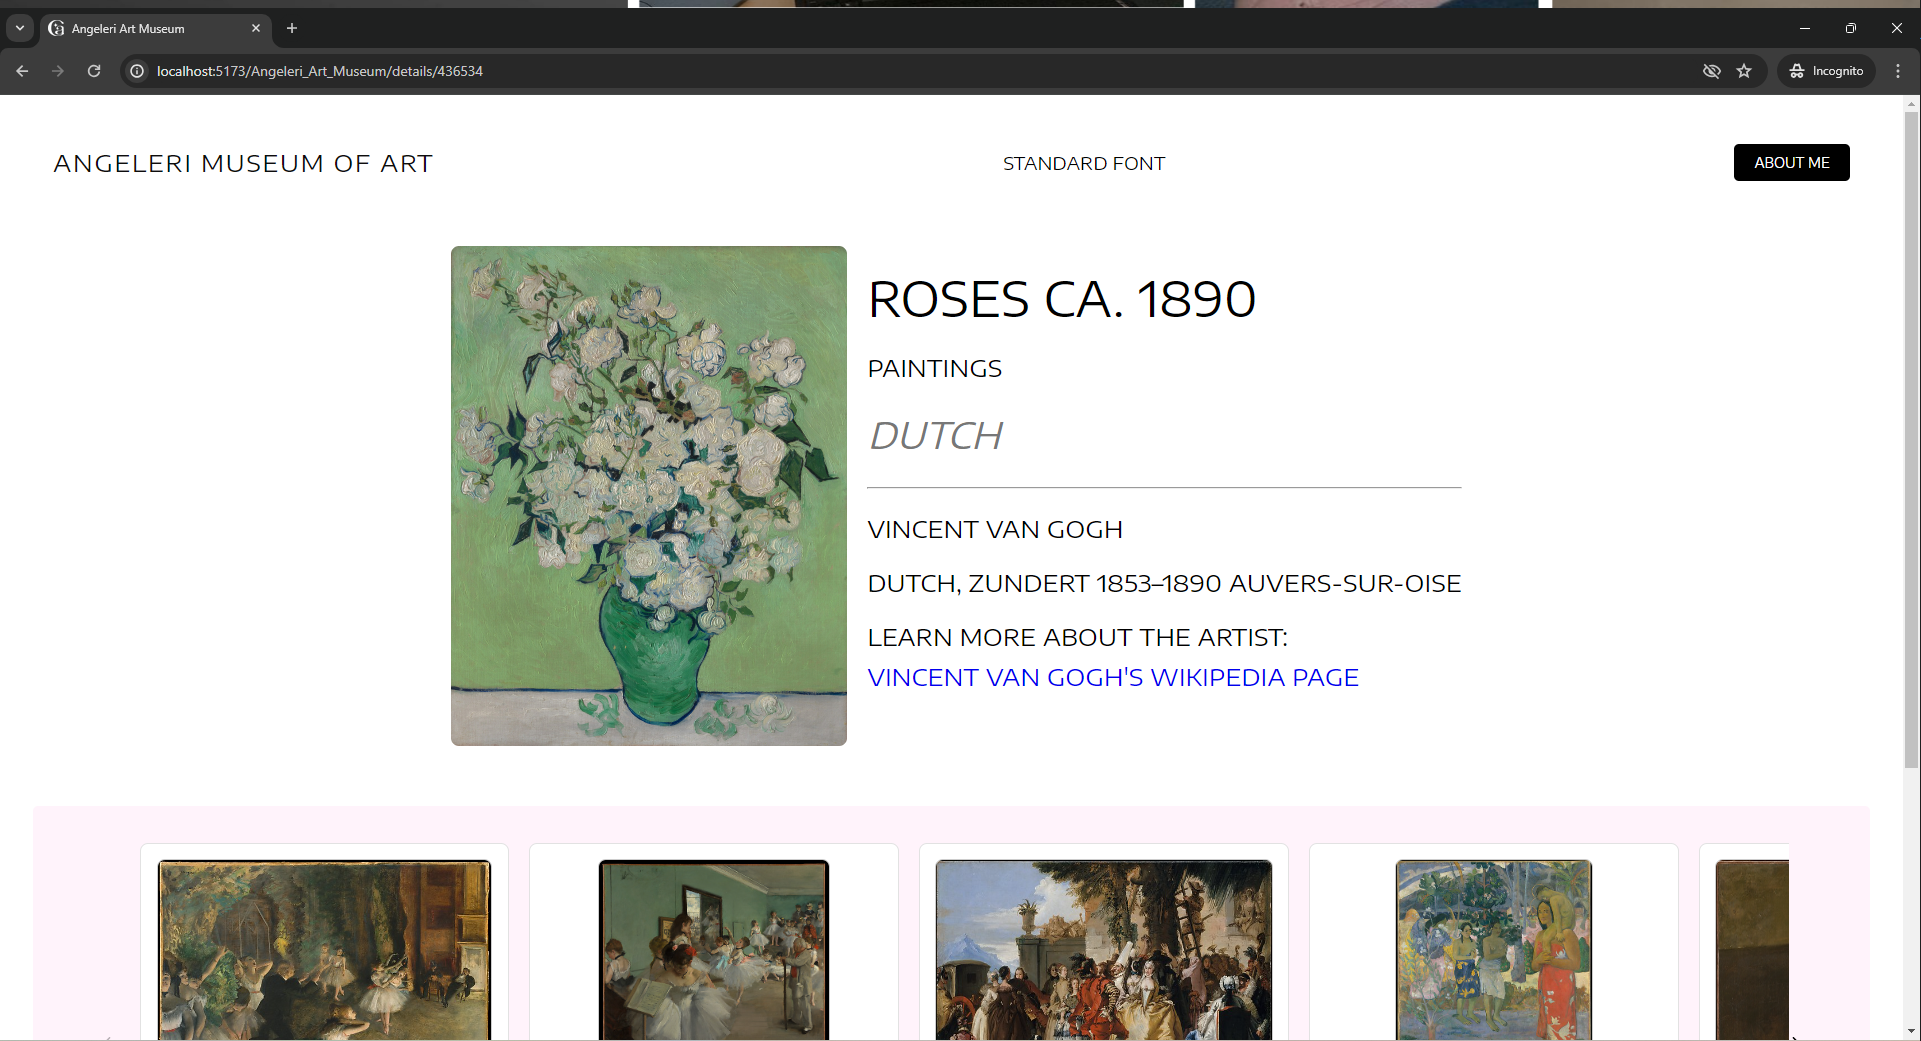 Angeleri Art Museum
localhost:5173/Angeleri_Art_Museum/details/436534
Incognito
ANGELERI MUSEUM OF ART
STANDARD FONT
ABOUT ME
ROSES CA. 1890
PAINTINGS
DUTCH
VINCENT VAN GOGH
DUTCH, ZUNDERT 1853–1890 AUVERS-SUR-OISE
LEARN MORE ABOUT THE ARTIST:
VINCENT VAN GOGH'S WIKIPEDIA PAGE